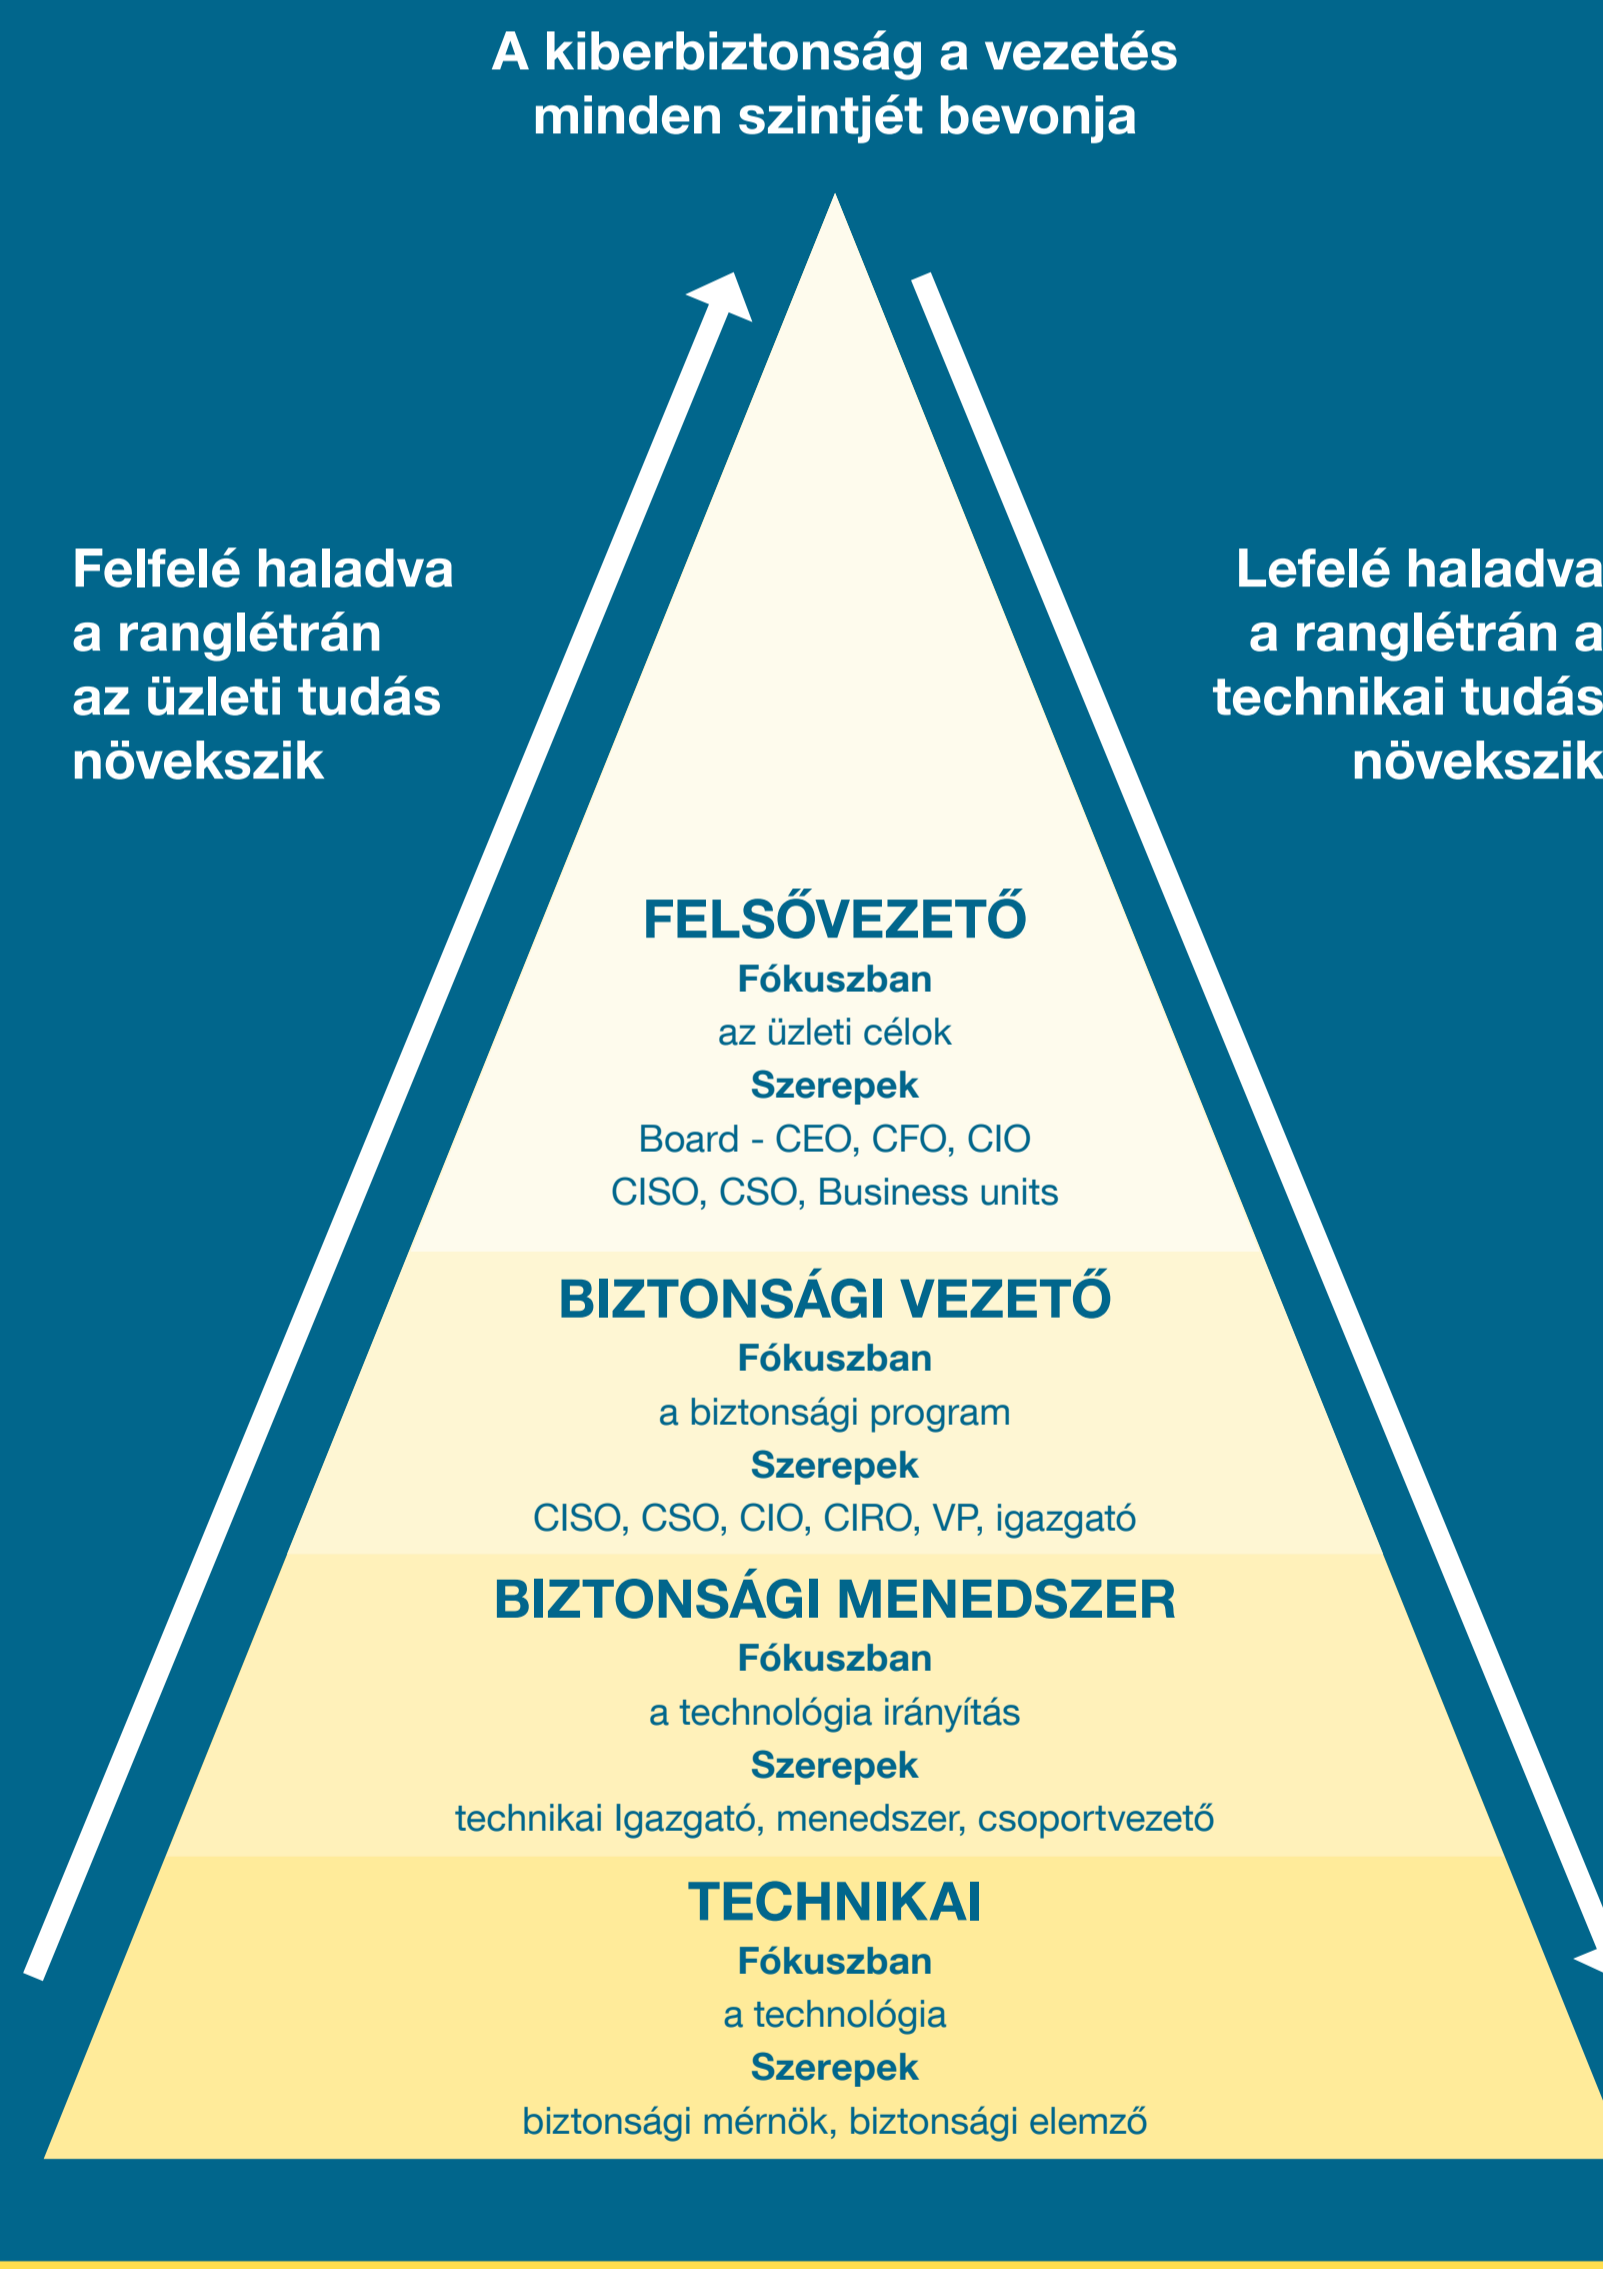 A kiberbiztonság a vezetés
minden szintjét bevonja
Felfelé haladva
a ranglétrán
az üzleti tudás
növekszik
Lefelé haladva
a ranglétrán a
technikai tudás
növekszik
FELSŐVEZETŐ
Fókuszban
az üzleti célok
Szerepek
Board - CEO, CFO, CIO
CISO, CSO, Business units
BIZTONSÁGI VEZETŐ
Fókuszban
a biztonsági program
Szerepek
CISO, CSO, CIO, CIRO, VP, igazgató
BIZTONSÁGI MENEDSZER
Fókuszban
a technológia irányítás
Szerepek
technikai Igazgató, menedszer, csoportvezető
TECHNIKAI
Fókuszban
a technológia
Szerepek
biztonsági mérnök, biztonsági elemző